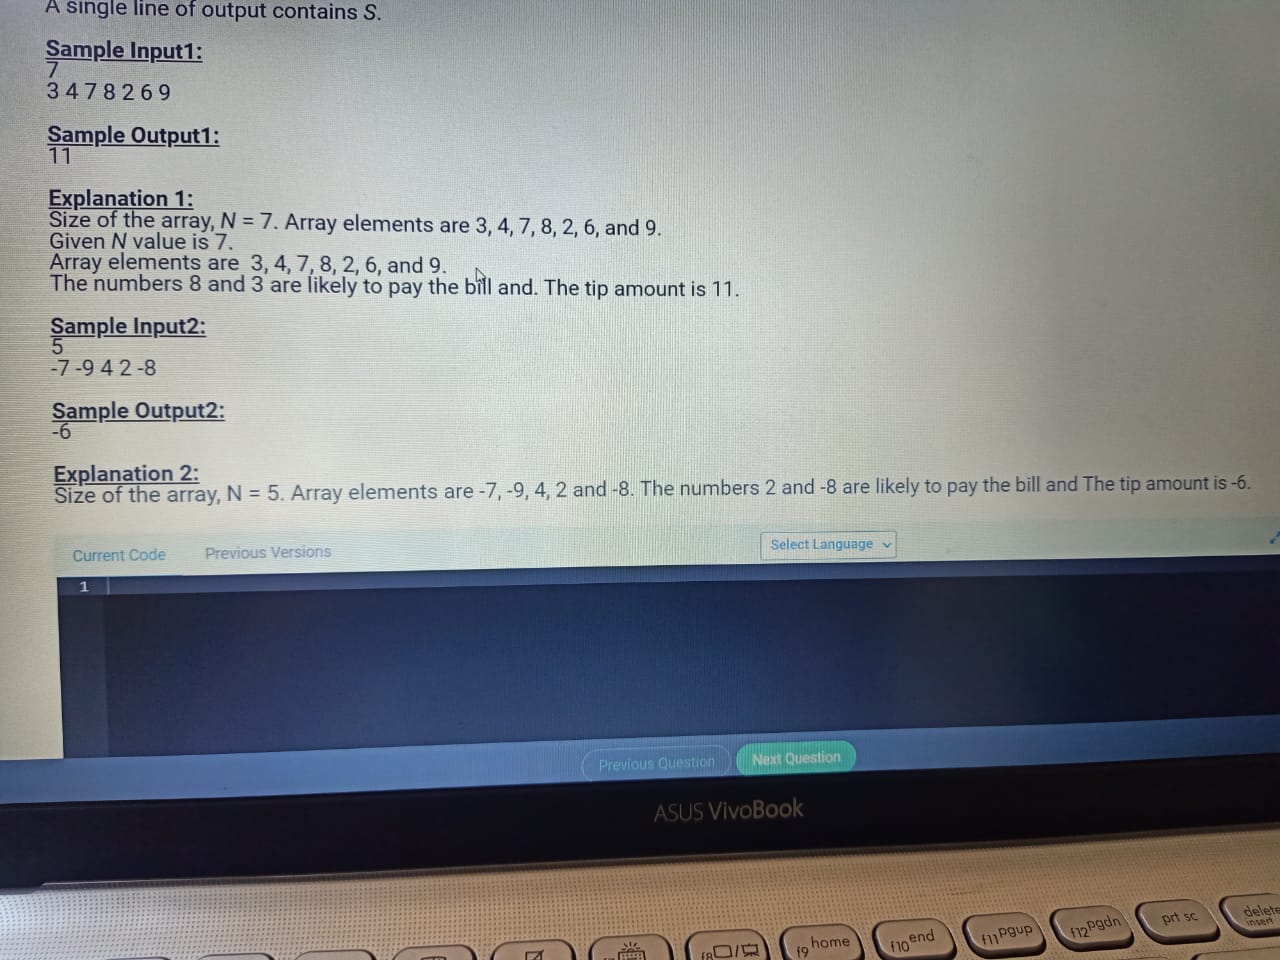 A single line of output contains S.
Sample Input1:
7
3 4 7 8 2 6 9
Sample Output1:
11
Explanation 1:
Size of the array, N = 7. Array elements are 3, 4, 7, 8, 2, 6, and 9.
Given N value is 7.
Array elements are 3, 4, 7, 8, 2, 6, and 9.
The numbers 8 and 3 are likely to pay the bill and. The tip amount is 11.
Sample Input2:
5
-7 -9 4 2 -8
Sample Output2:
-6
Explanation 2:
Size of the array, N = 5. Array elements are -7, -9, 4, 2 and -8. The numbers 2 and -8 are likely to pay the bill and The tip amount is -6.
Current Code Previous Versions Select Language
1
Previous Question Next Question
ASUS VivoBook
f8 f9 home f10 end f11 pgup f12 pgdn prt sc delete
insert